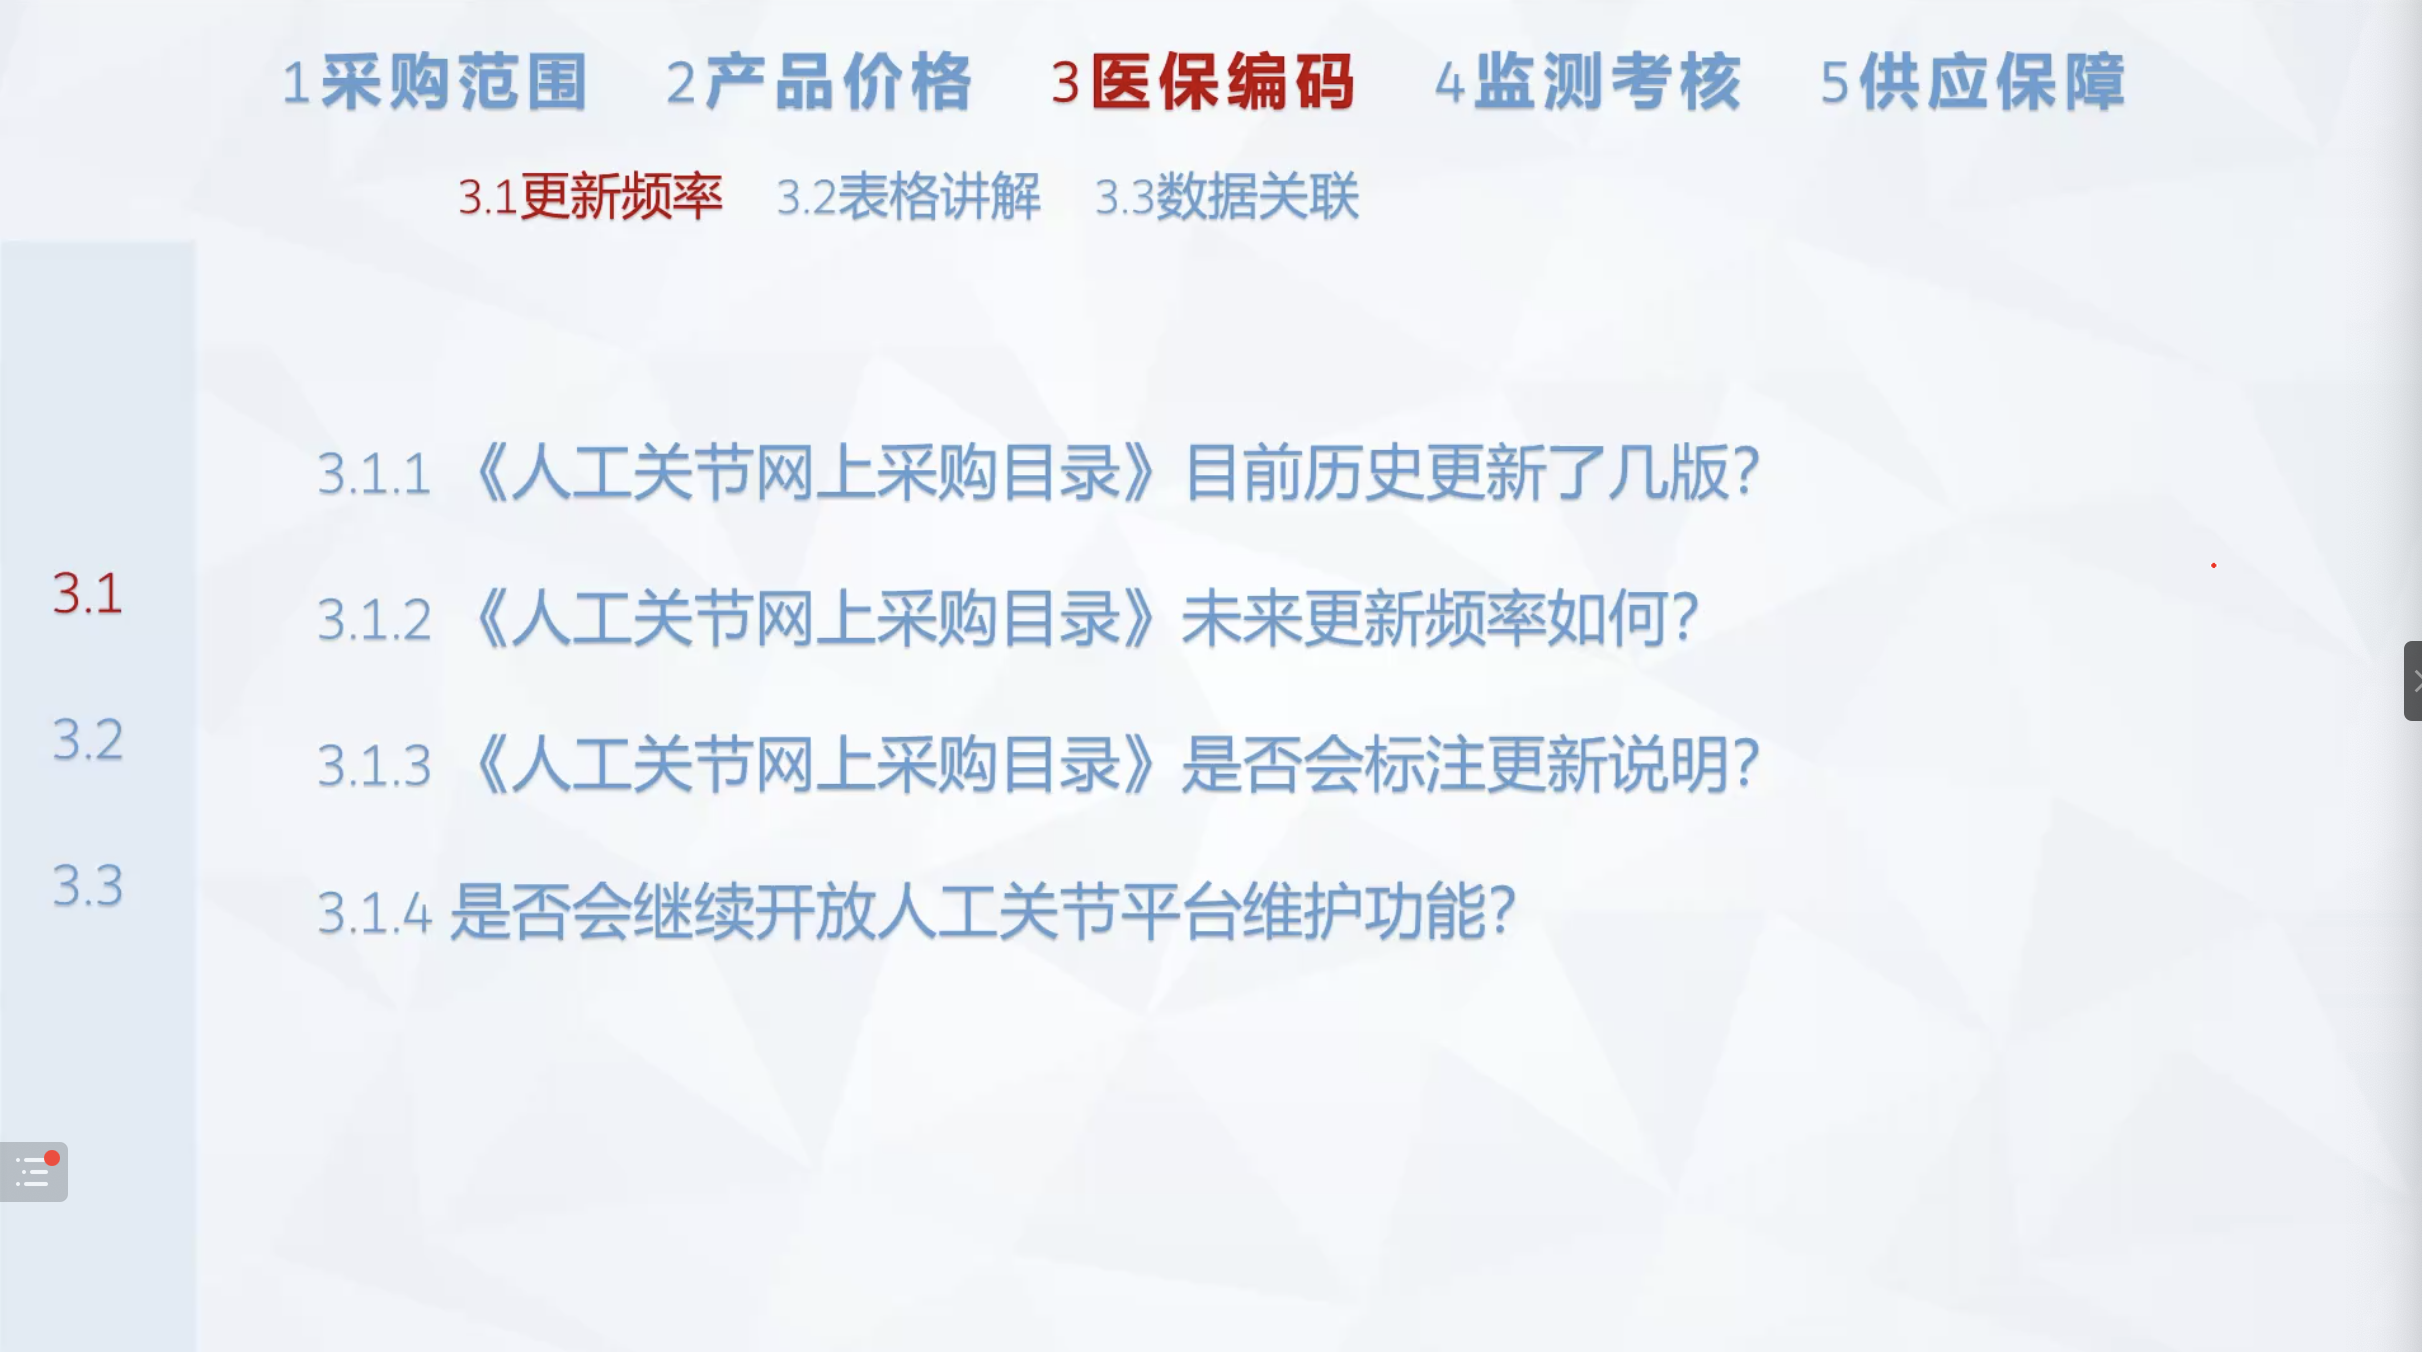 1采购范围 2产品价格 3医保编码 4监测考核 5供应保障
3.1更新频率 3.2表格讲解 3.3数据关联
3.1.1《人工关节网上采购目录》目前历史更新了几版?
3.1
3.1.2《人工关节网上采购目录》未来更新频率如何?
3.2
3.1.3《人工关节网上采购目录》是否会标注更新说明?
3.3
3.1.4 是否会继续开放人工关节平台维护功能?